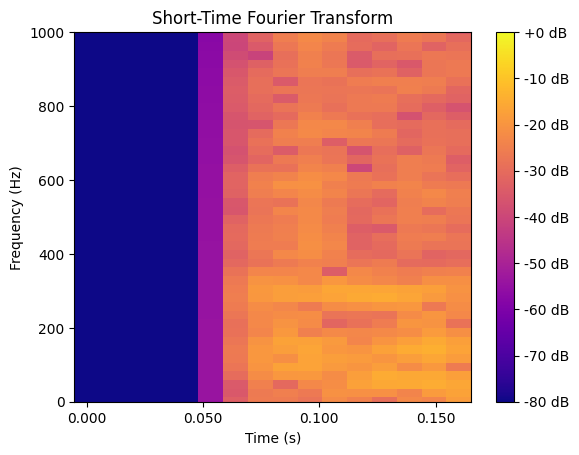 Short-Time Fourier Transform
Frequency (Hz)
1000
800
600
400
200
0
0.000
0.050
0.100
0.150
Time (s)
+0 dB
-10 dB
-20 dB
-30 dB
-40 dB
-50 dB
-60 dB
-70 dB
-80 dB